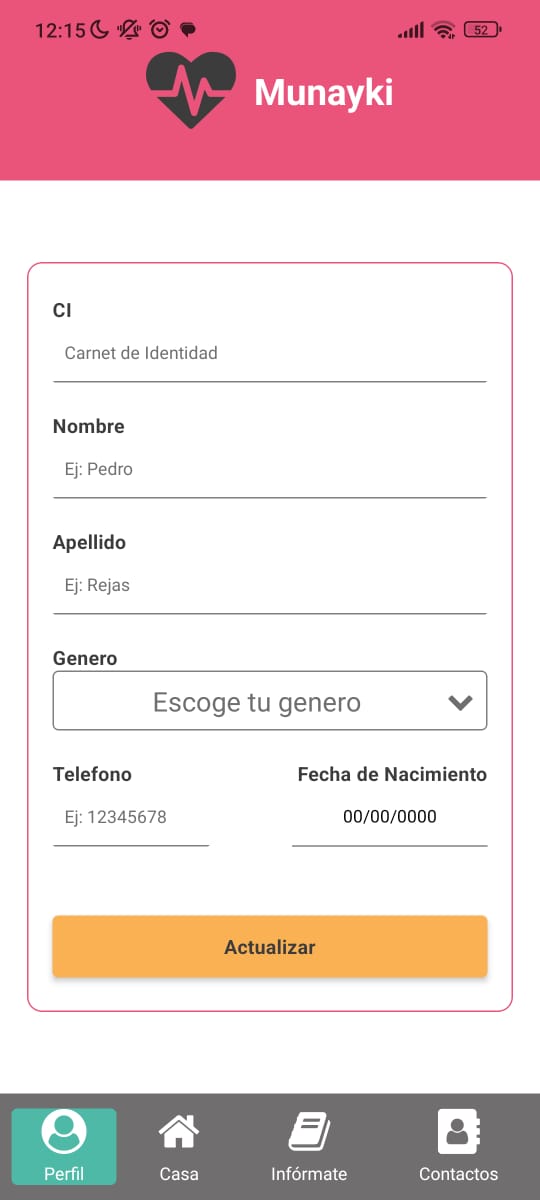 12:15
52
Munayki
CI
Carnet de Identidad
Nombre
Ej: Pedro
Apellido
Ej: Rejas
Genero
Escoge tu genero
Telefono Fecha de Nacimiento
Ej: 12345678 00/00/0000
Actualizar
Perfil Casa Infórmate Contactos